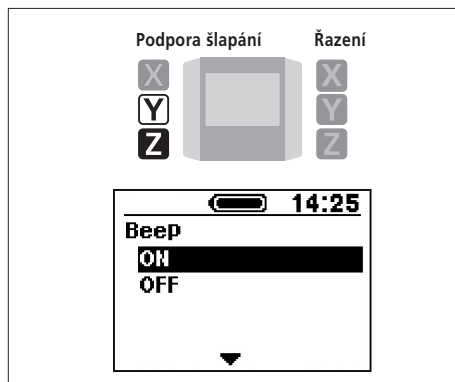 Podpora šlapání Řazení
X X
Y Y
Z Z
14:25
Beep
ON
OFF